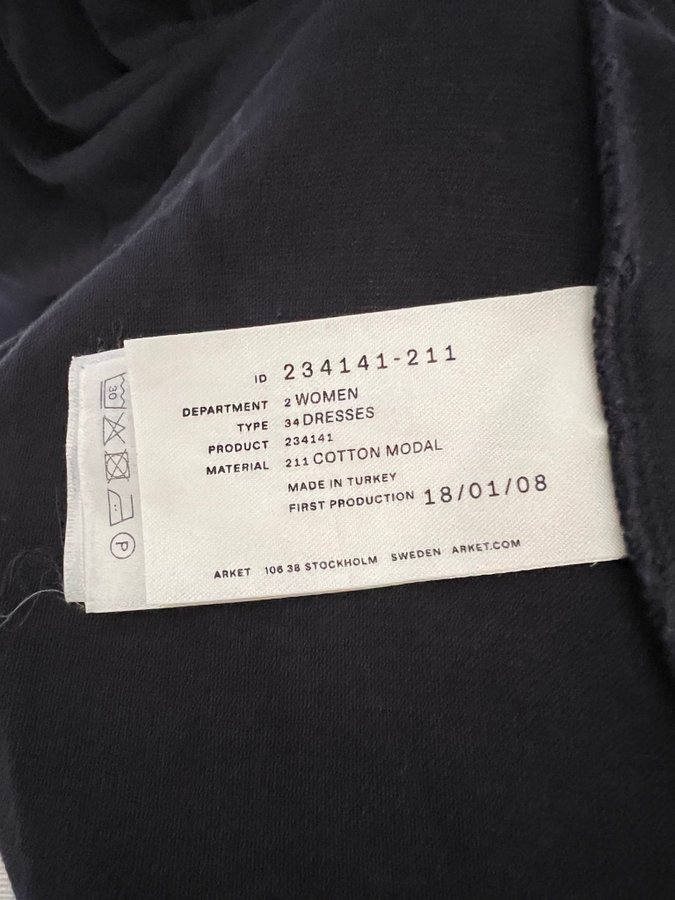 ID 234141-211
DEPARTMENT 2 WOMEN
TYPE 34 DRESSES
PRODUCT 234141
MATERIAL 211 COTTON MODAL
MADE IN TURKEY
FIRST PRODUCTION 18/01/08
ARKET 106 38 STOCKHOLM SWEDEN ARKET.COM
30
P